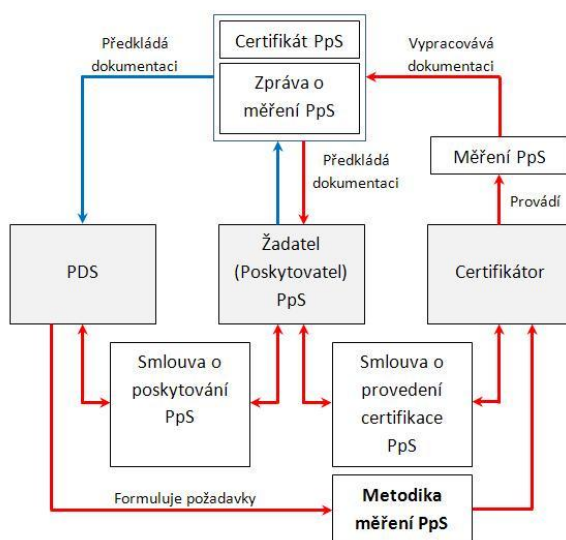 Certifikát PpS
Zpráva o
měření PpS
Předkládá
dokumentaci
Vypracovává
dokumentaci
Předkládá
dokumentaci
Měření PpS
Provádí
PDS
Žadatel
(Poskytovatel)
PpS
Certifikátor
Smlouva o
poskytování
PpS
Smlouva o
provedení
certifikace
PpS
Formuluje požadavky
Metodika
měření PpS